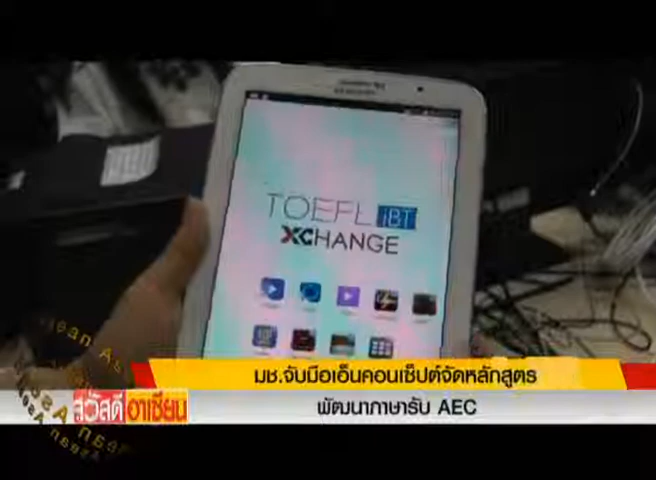 SAMSUNG
TOEFL iBT
XCHANGE
มช.จับมือเอ็นคอนเซ็ปต์จัดหลักสูตร
สวัสดี อาเซียน
พัฒนาภาษารับ AEC